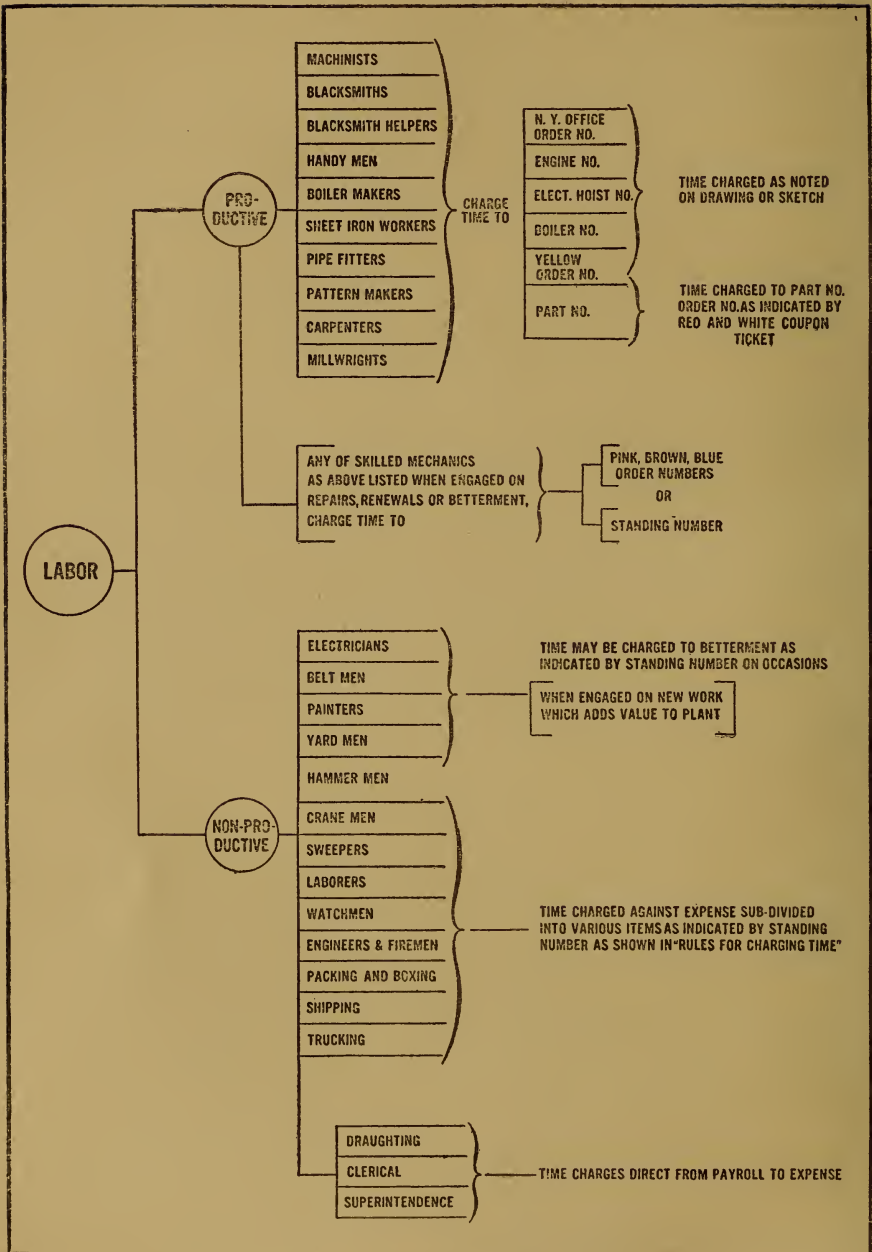 LABOR
PRO-
DUCTIVE
MACHINISTS
BLACKSMITHS
BLACKSMITH HELPERS
HANDY MEN
BOILER MAKERS
SHEET IRON WORKERS
PIPE FITTERS
PATTERN MAKERS
CARPENTERS
MILLWRIGHTS
CHARGE
TIME TO
N. Y. OFFICE
ORDER NO.
ENGINE NO.
ELECT. HOIST NO.
BOILER NO.
YELLOW
ORDER NO.
PART NO.
TIME CHARGED AS NOTED
ON DRAWING OR SKETCH
TIME CHARGED TO PART NO.
ORDER NO. AS INDICATED BY
RED AND WHITE COUPON
TICKET
ANY OF SKILLED MECHANICS
AS ABOVE LISTED WHEN ENGAGED ON
REPAIRS, RENEWALS OR BETTERMENT,
CHARGE TIME TO
PINK, BROWN, BLUE
ORDER NUMBERS
OR
STANDING NUMBER
NON-PRO-
DUCTIVE
ELECTRICIANS
BELT MEN
PAINTERS
YARD MEN
HAMMER MEN
CRANE MEN
SWEEPERS
LABORERS
WATCHMEN
ENGINEERS & FIREMEN
PACKING AND BOXING
SHIPPING
TRUCKING
TIME MAY BE CHARGED TO BETTERMENT AS
INDICATED BY STANDING NUMBER ON OCCASIONS
WHEN ENGAGED ON NEW WORK
WHICH ADDS VALUE TO PLANT
TIME CHARGED AGAINST EXPENSE SUB-DIVIDED
INTO VARIOUS ITEMS AS INDICATED BY STANDING
NUMBER AS SHOWN IN "RULES FOR CHARGING TIME"
DRAUGHTING
CLERICAL
SUPERINTENDENCE
TIME CHARGES DIRECT FROM PAYROLL TO EXPENSE